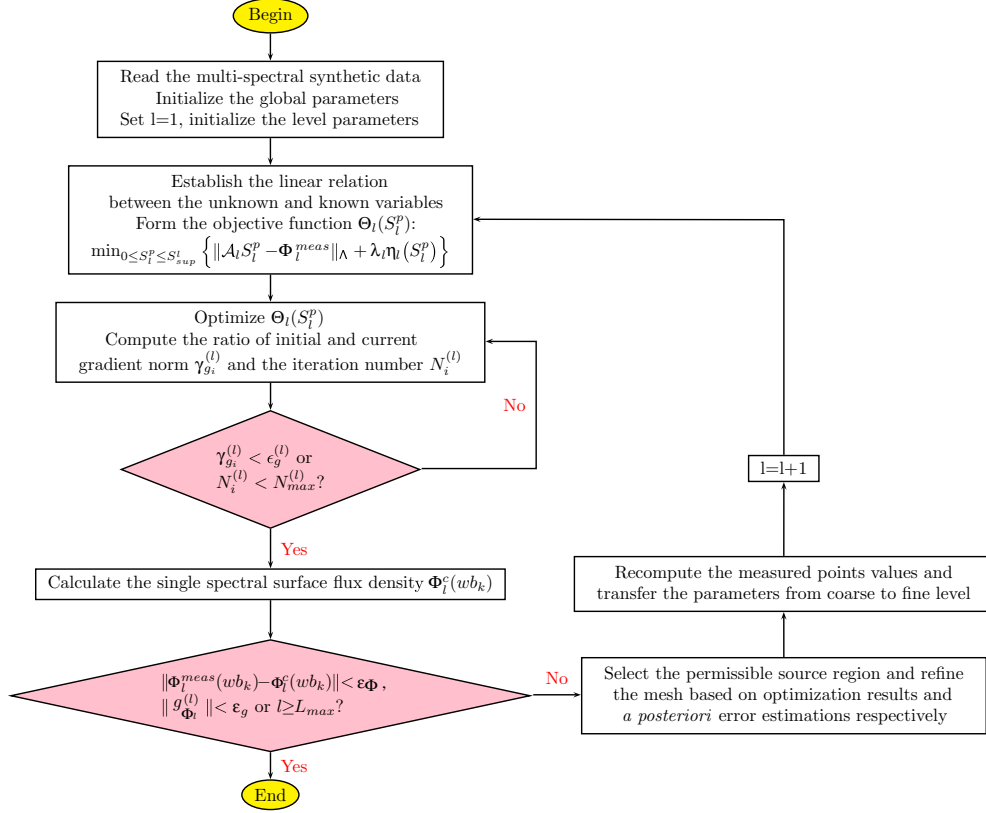 Begin
Read the multi-spectral synthetic data
Initialize the global parameters
Set l=1, initialize the level parameters
Establish the linear relation
between the unknown and known variables
Form the objective function Θ_l(S_l^p):
min_{0≤S_l^p≤S_{sup}^l} {‖𝒜_l S_l^p −Φ_l^{meas}‖_Λ + λ_l η_l(S_l^p)}
Optimize Θ_l(S_l^p)
Compute the ratio of initial and current
gradient norm γ_{g_i}^{(l)} and the iteration number N_i^{(l)}
No
γ_{g_i}^{(l)} < ϵ_g^{(l)} or
N_i^{(l)} < N_{max}^{(l)}?
Yes
Calculate the single spectral surface flux density Φ_l^c(wb_k)
‖Φ_l^{meas}(wb_k)−Φ_l^c(wb_k)‖< ε_Φ ,
‖ g_{Φ_l}^{(l)} ‖< ε_g or l≥L_{max}?
Yes
End
No
Select the permissible source region and refine
the mesh based on optimization results and
a posteriori error estimations respectively
Recompute the measured points values and
transfer the parameters from coarse to fine level
l=l+1